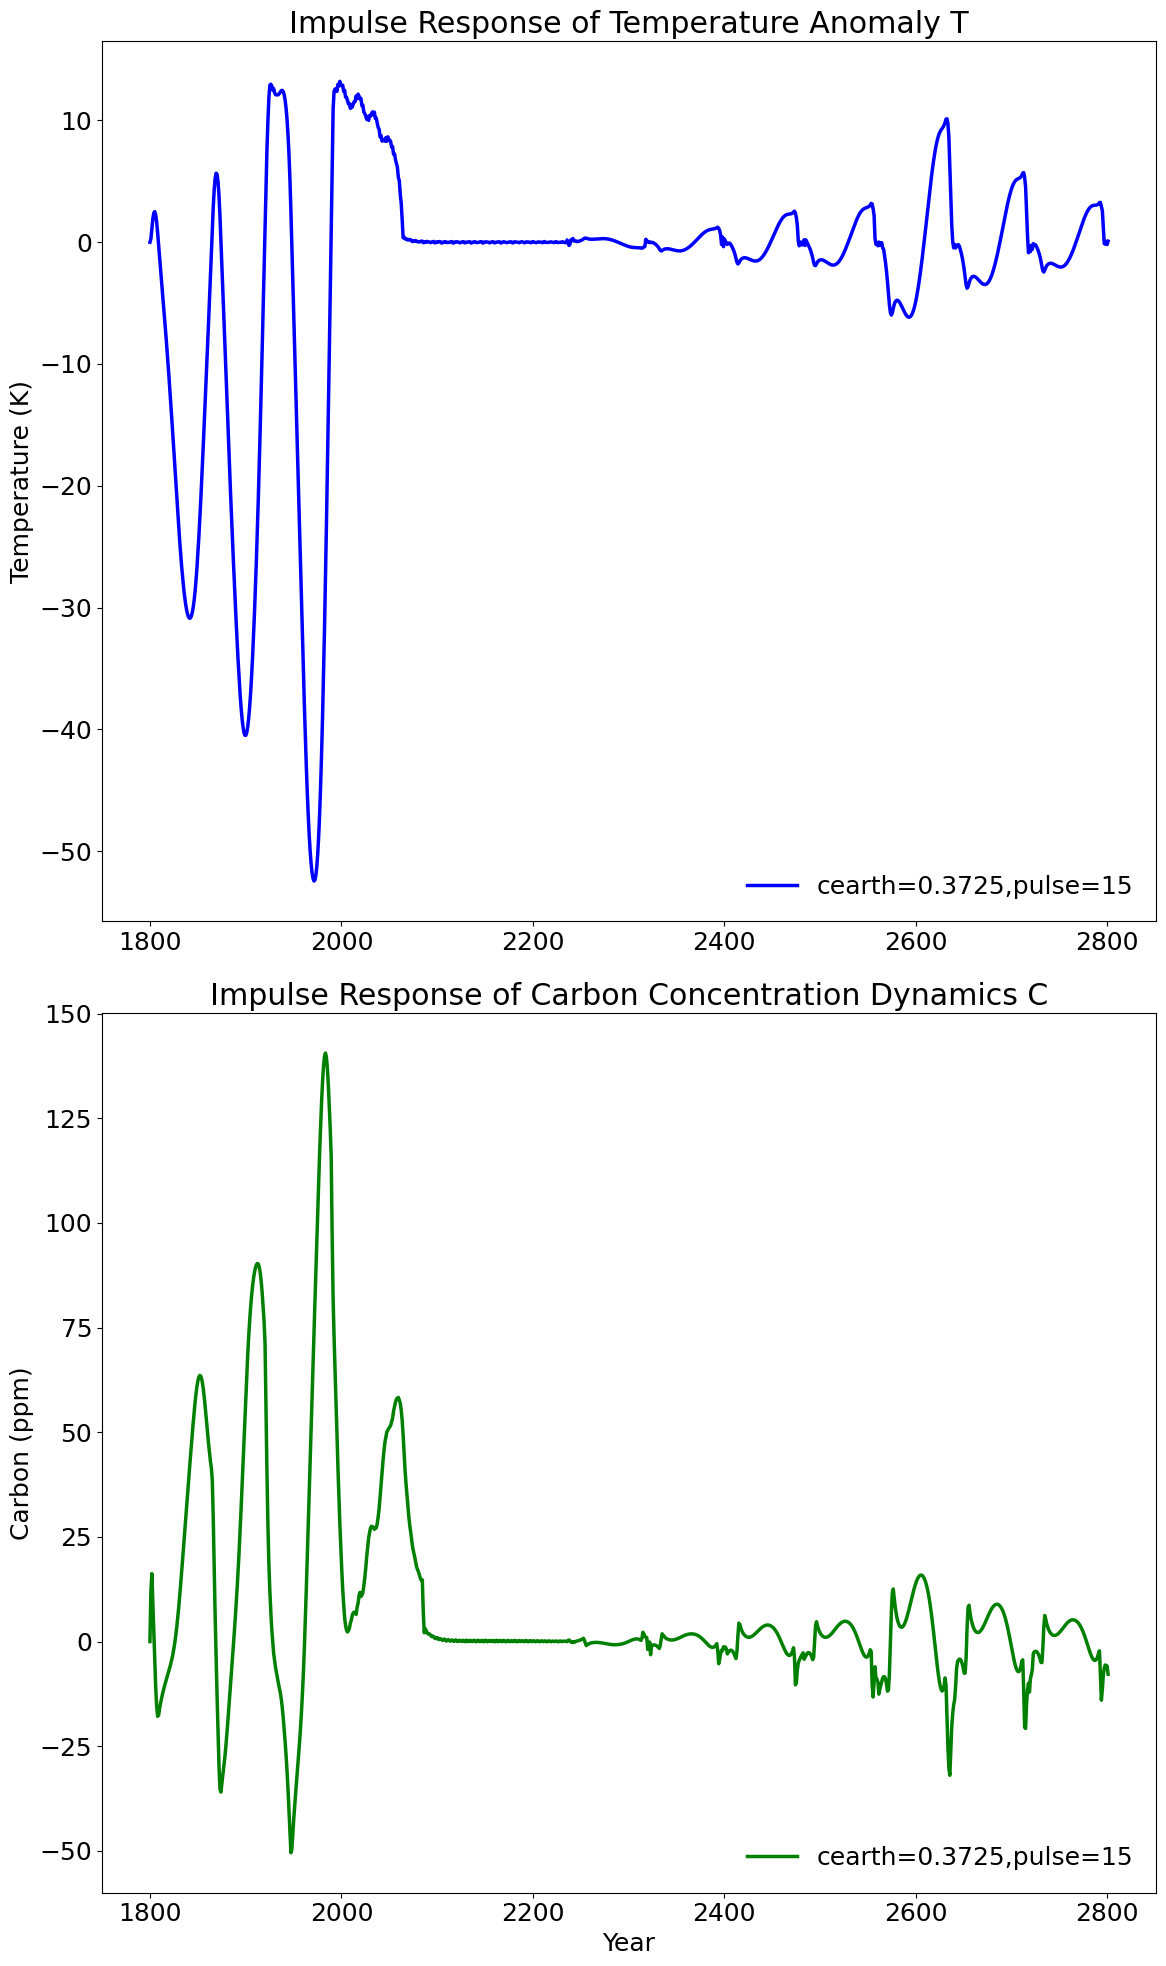 Impulse Response of Temperature Anomaly T
10
0
−10
−20
−30
−40
−50
Temperature (K)
cearth=0.3725,pulse=15
1800 2000 2200 2400 2600 2800
Impulse Response of Carbon Concentration Dynamics C
150
125
100
75
50
25
0
−25
−50
Carbon (ppm)
cearth=0.3725,pulse=15
1800 2000 2200 2400 2600 2800
Year